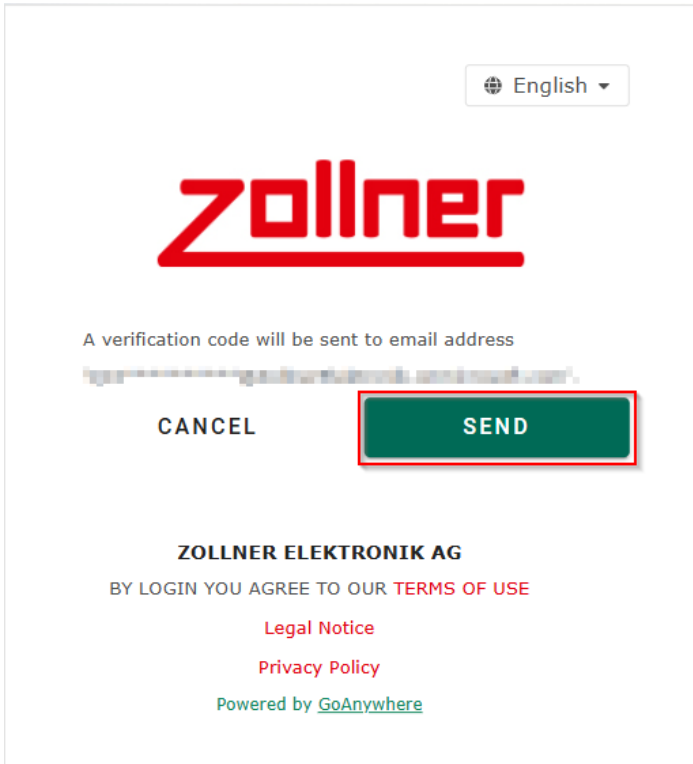 English
zollner
A verification code will be sent to email address
CANCEL SEND
ZOLLNER ELEKTRONIK AG
BY LOGIN YOU AGREE TO OUR TERMS OF USE
Legal Notice
Privacy Policy
Powered by GoAnywhere